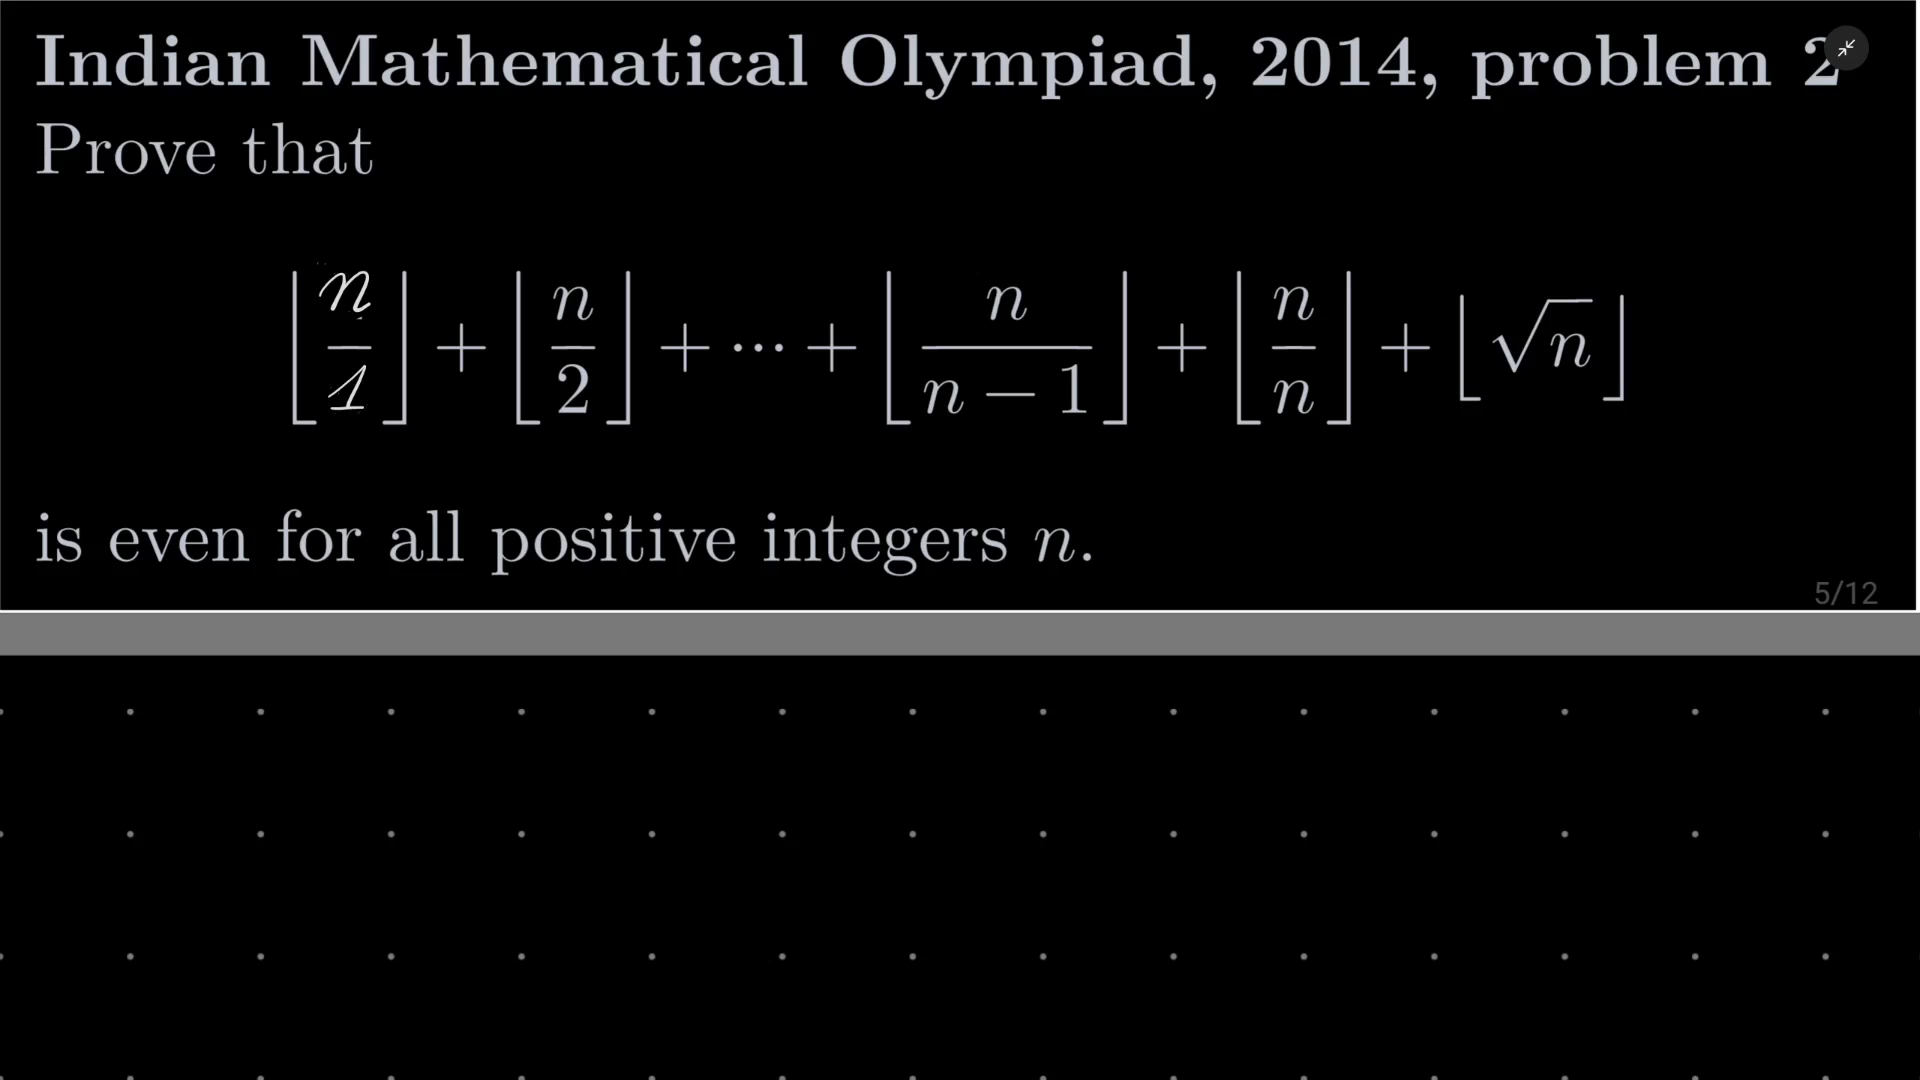 Indian Mathematical Olympiad, 2014, problem 2
Prove that
⌊n/1⌋ + ⌊n/2⌋ + ··· + ⌊n/(n − 1)⌋ + ⌊n/n⌋ + ⌊√n⌋
is even for all positive integers n.
5/12